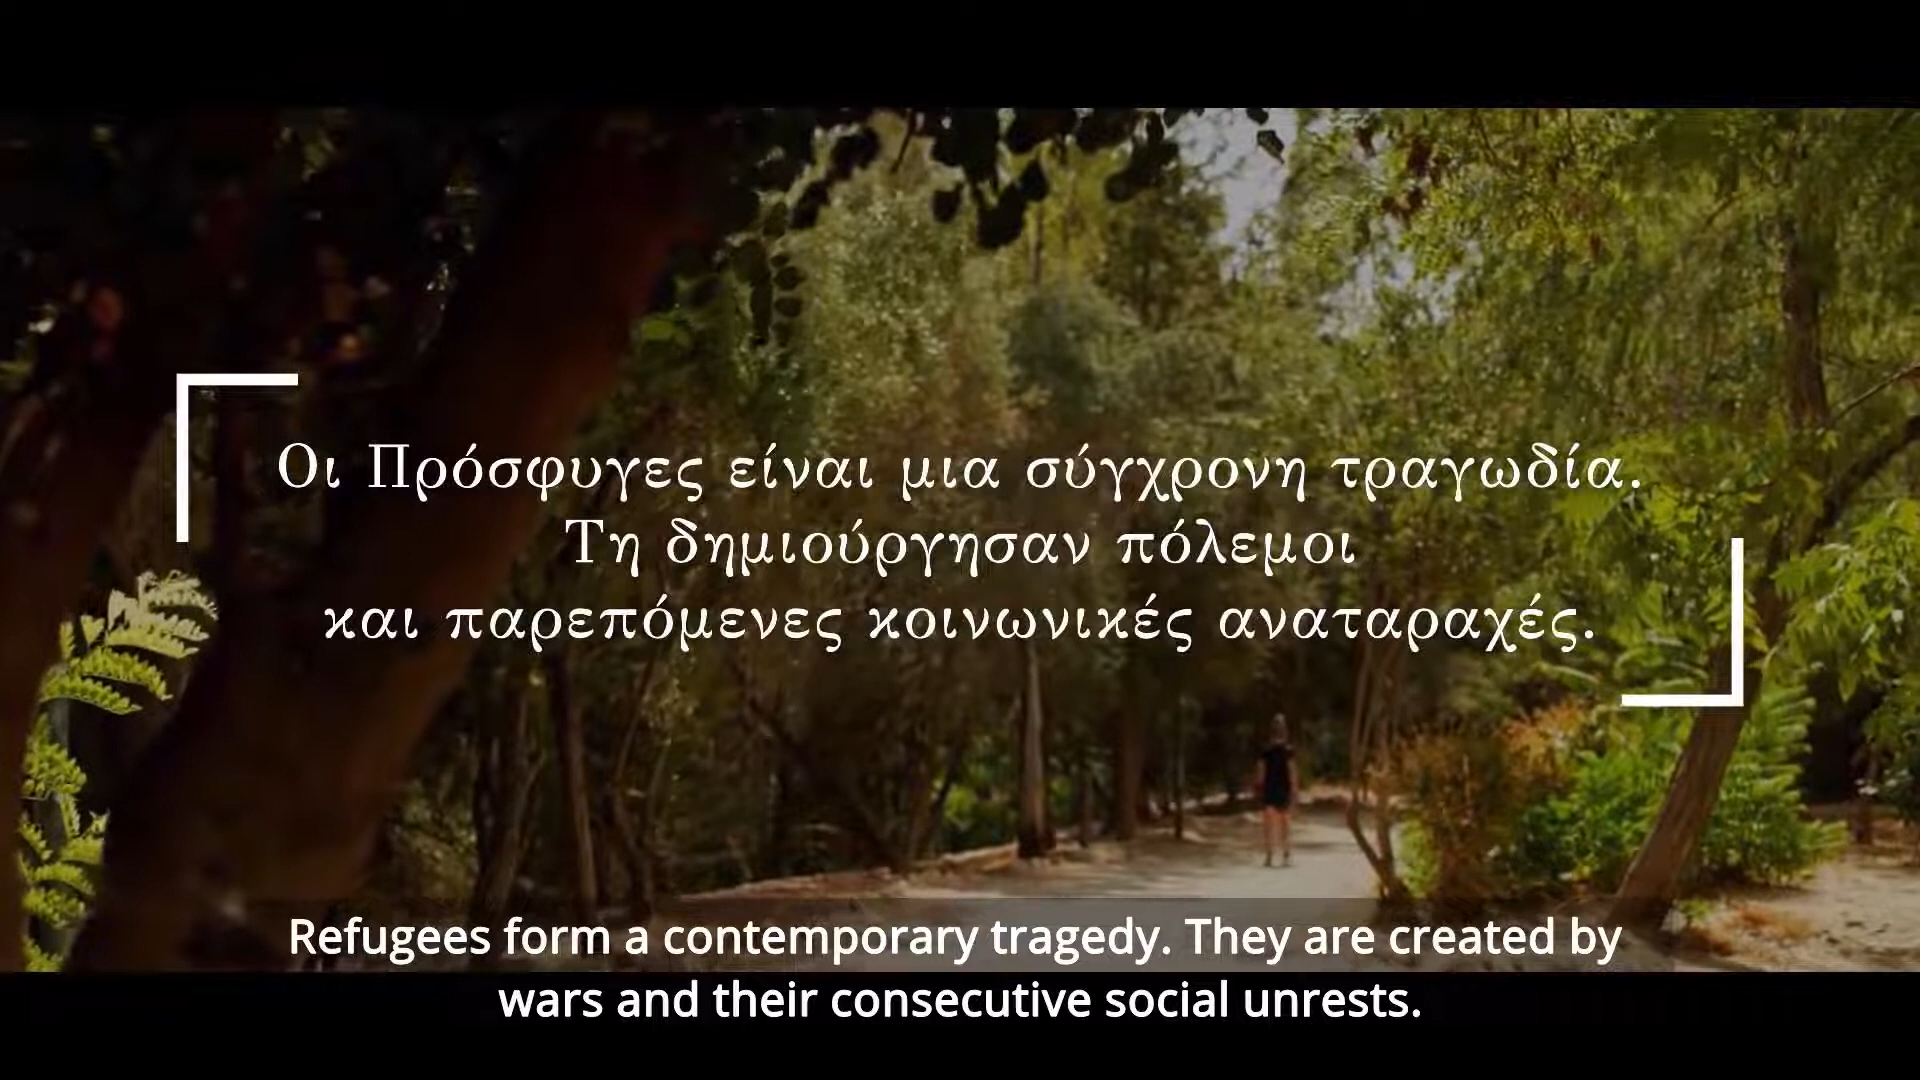 Οι Πρόσφυγες είναι μια σύγχρονη τραγωδία.
Τη δημιούργησαν πόλεμοι
και παρεπόμενες κοινωνικές αναταραχές.
Refugees form a contemporary tragedy. They are created by
wars and their consecutive social unrests.